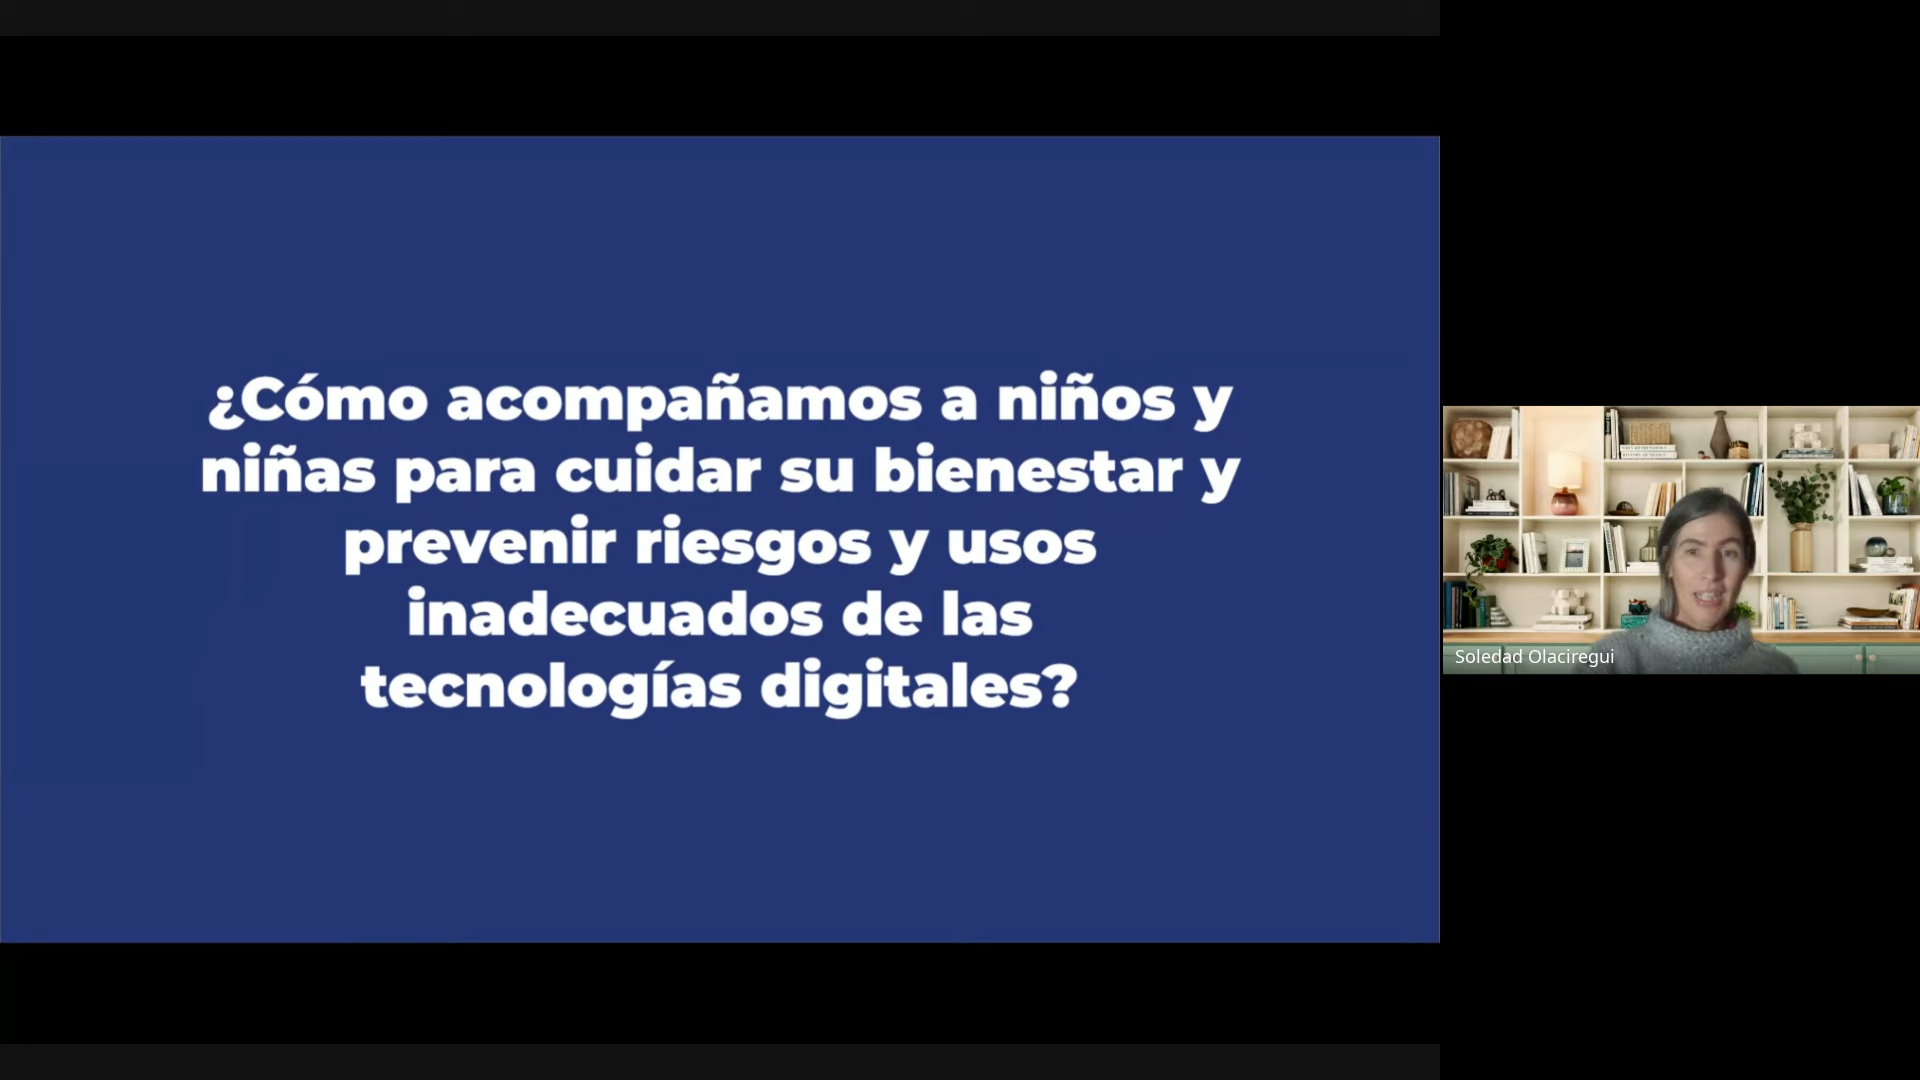 ¿Cómo acompañamos a niños y
niñas para cuidar su bienestar y
prevenir riesgos y usos
inadecuados de las
tecnologías digitales?
Soledad Olaciregui